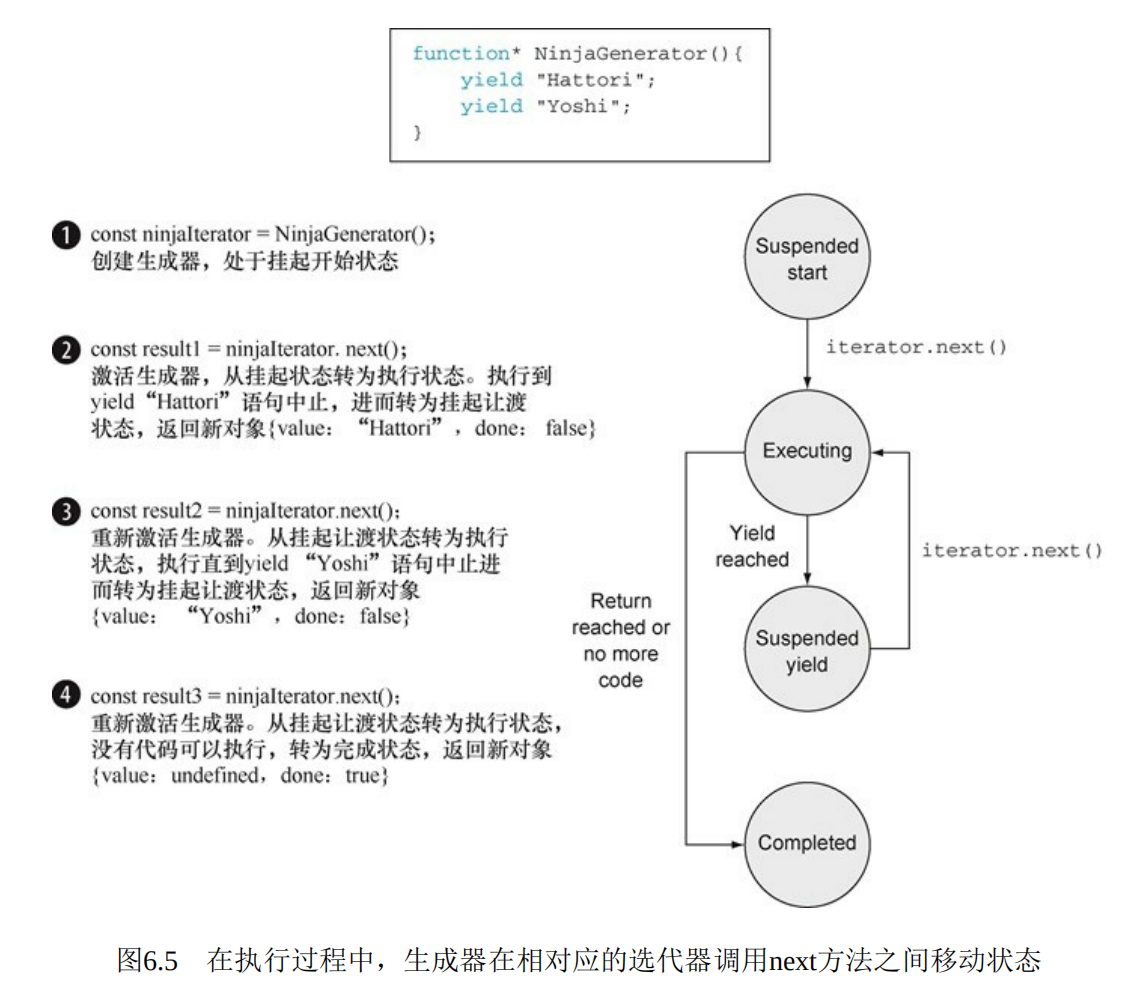 function* NinjaGenerator(){
yield "Hattori";
yield "Yoshi";
}
1 const ninjaIterator = NinjaGenerator();
创建生成器，处于挂起开始状态
2 const result1 = ninjaIterator. next();
激活生成器，从挂起状态转为执行状态。执行到
yield“Hattori”语句中止，进而转为挂起让渡
状态，返回新对象{value：“Hattori”，done： false}
3 const result2 = ninjaIterator.next();
重新激活生成器。从挂起让渡状态转为执行
状态，执行直到yield “Yoshi”语句中止进
而转为挂起让渡状态，返回新对象
{value： “Yoshi”，done：false}
4 const result3 = ninjaIterator.next();
重新激活生成器。从挂起让渡状态转为执行状态，
没有代码可以执行，转为完成状态，返回新对象
{value：undefined，done：true}
Suspended
start
iterator.next()
Executing
Yield
reached
iterator.next()
Suspended
yield
Return
reached or
no more
code
Completed
图6.5 在执行过程中，生成器在相对应的迭代器调用next方法之间移动状态